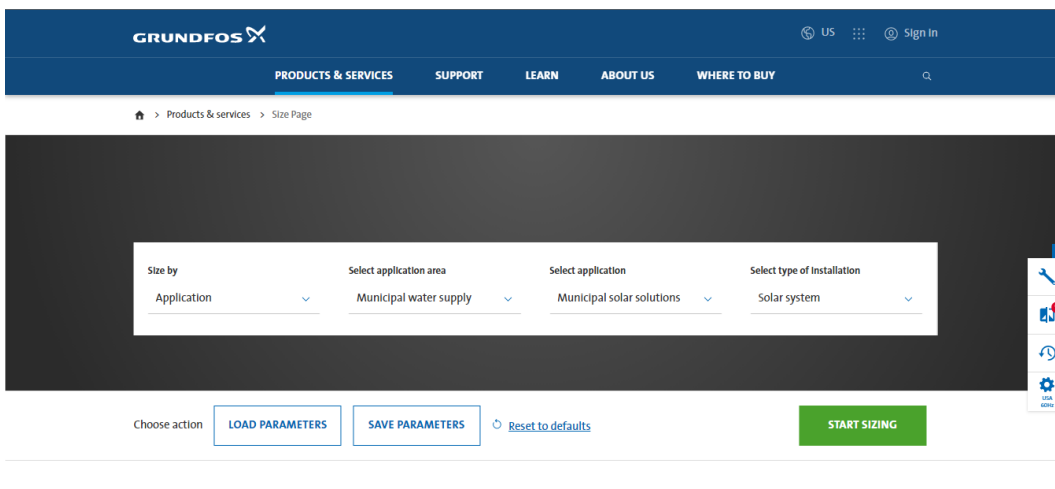 GRUNDFOS
US
Sign in
PRODUCTS & SERVICES SUPPORT LEARN ABOUT US WHERE TO BUY
> Products & services > Size Page
Size by Select application area Select application Select type of installation
Application Municipal water supply Municipal solar solutions Solar system
USA
60Hz
Choose action LOAD PARAMETERS SAVE PARAMETERS Reset to defaults START SIZING